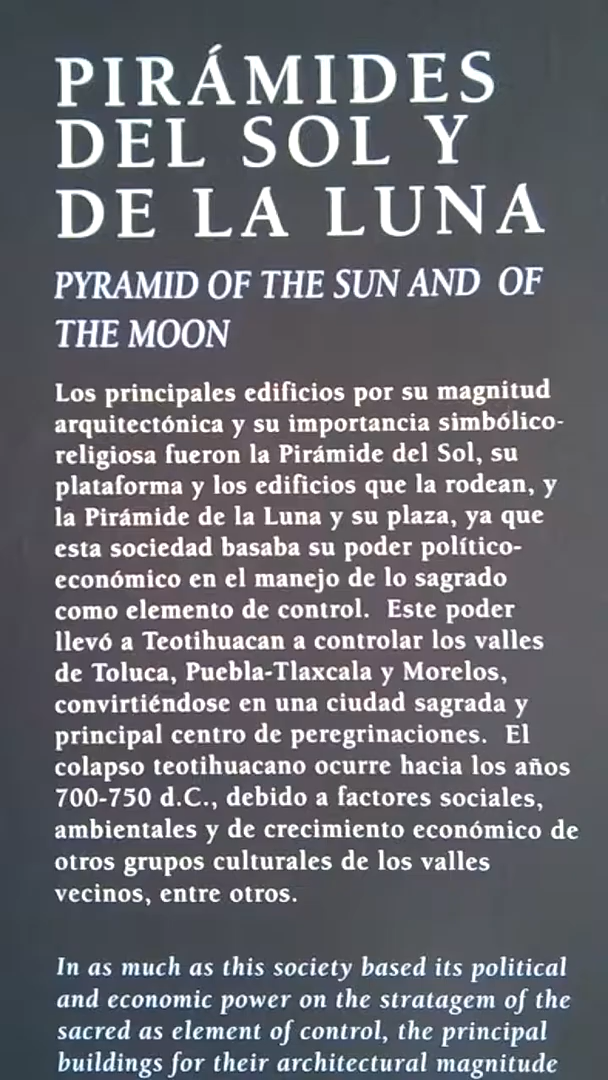 PIRÁMIDES
DEL SOL Y
DE LA LUNA
PYRAMID OF THE SUN AND OF
THE MOON
Los principales edificios por su magnitud
arquitectónica y su importancia simbólico-
religiosa fueron la Pirámide del Sol, su
plataforma y los edificios que la rodean, y
la Pirámide de la Luna y su plaza, ya que
esta sociedad basaba su poder político-
económico en el manejo de lo sagrado
como elemento de control. Este poder
llevó a Teotihuacan a controlar los valles
de Toluca, Puebla-Tlaxcala y Morelos,
convirtiéndose en una ciudad sagrada y
principal centro de peregrinaciones. El
colapso teotihuacano ocurre hacia los años
700-750 d.C., debido a factores sociales,
ambientales y de crecimiento económico de
otros grupos culturales de los valles
vecinos, entre otros.
In as much as this society based its political
and economic power on the stratagem of the
sacred as element of control, the principal
buildings for their architectural magnitude